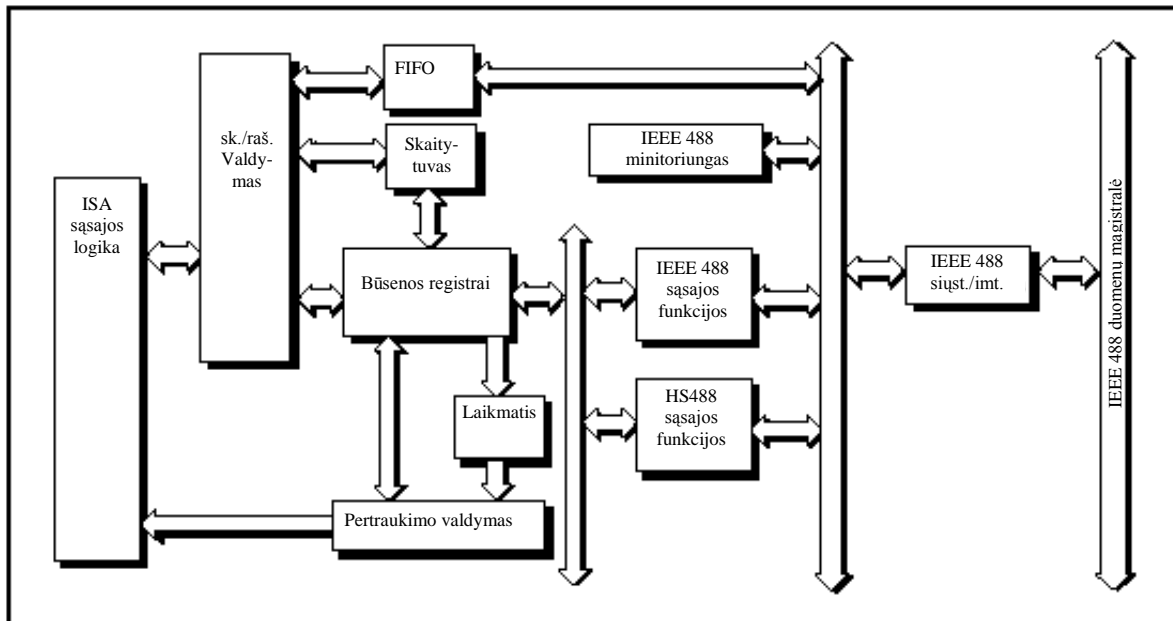 FIFO
sk./raš.
Valdy-
mas
Skaity-
tuvas
IEEE 488
minitoriungas
ISA
sąsajos
logika
Būsenos registrai
IEEE 488
sąsajos
funkcijos
IEEE 488
siųst./imt.
IEEE 488 duomenų magistralė
Laikmatis
HS488
sąsajos
funkcijos
Pertraukimo valdymas